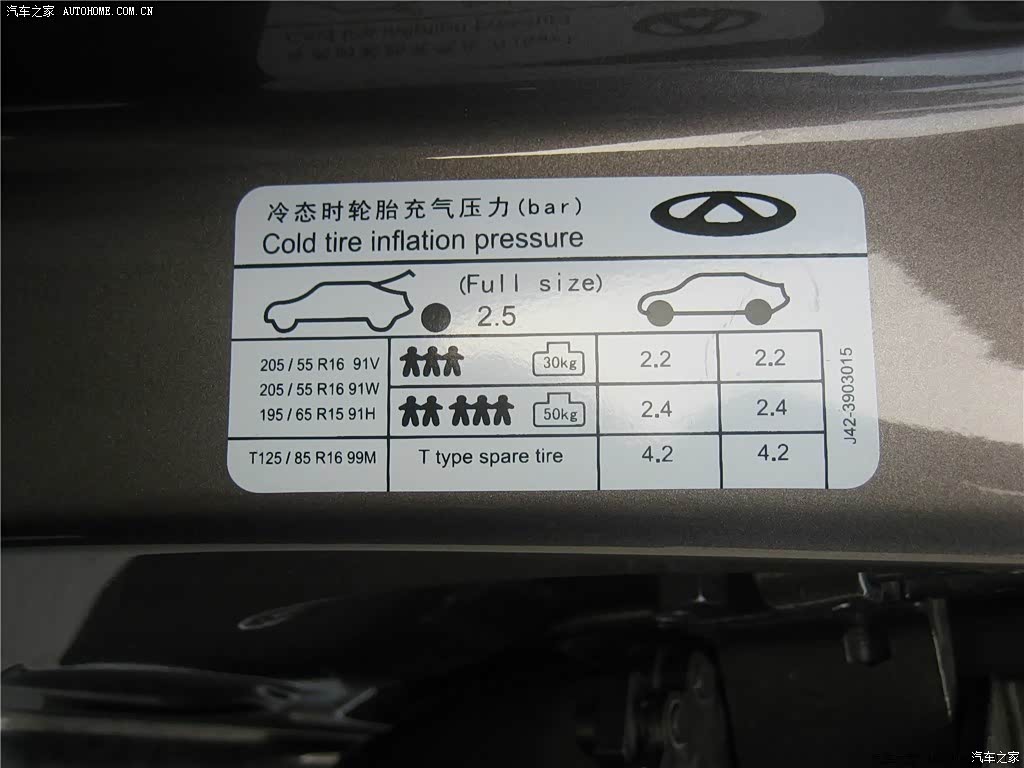 汽车之家 AUTOHOME.COM.CN
冷态时轮胎充气压力(bar)
Cold tire inflation pressure
(Full size)
2.5
205 / 55 R16 91V
30kg
2.2
2.2
205 / 55 R16 91W
195 / 65 R15 91H
50kg
2.4
2.4
T125 / 85 R16 99M
T type spare tire
4.2
4.2
J42-3903015
汽车之家